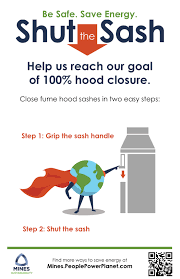 Be Safe. Save Energy.
Shut the Sash
Help us reach our goal
of 100% hood closure.
Close fume hood sashes in two easy steps:
Step 1: Grip the sash handle
Step 2: Shut the sash
MINES
Find more ways to save energy at
Mines.PeoplePowerPlanet.com